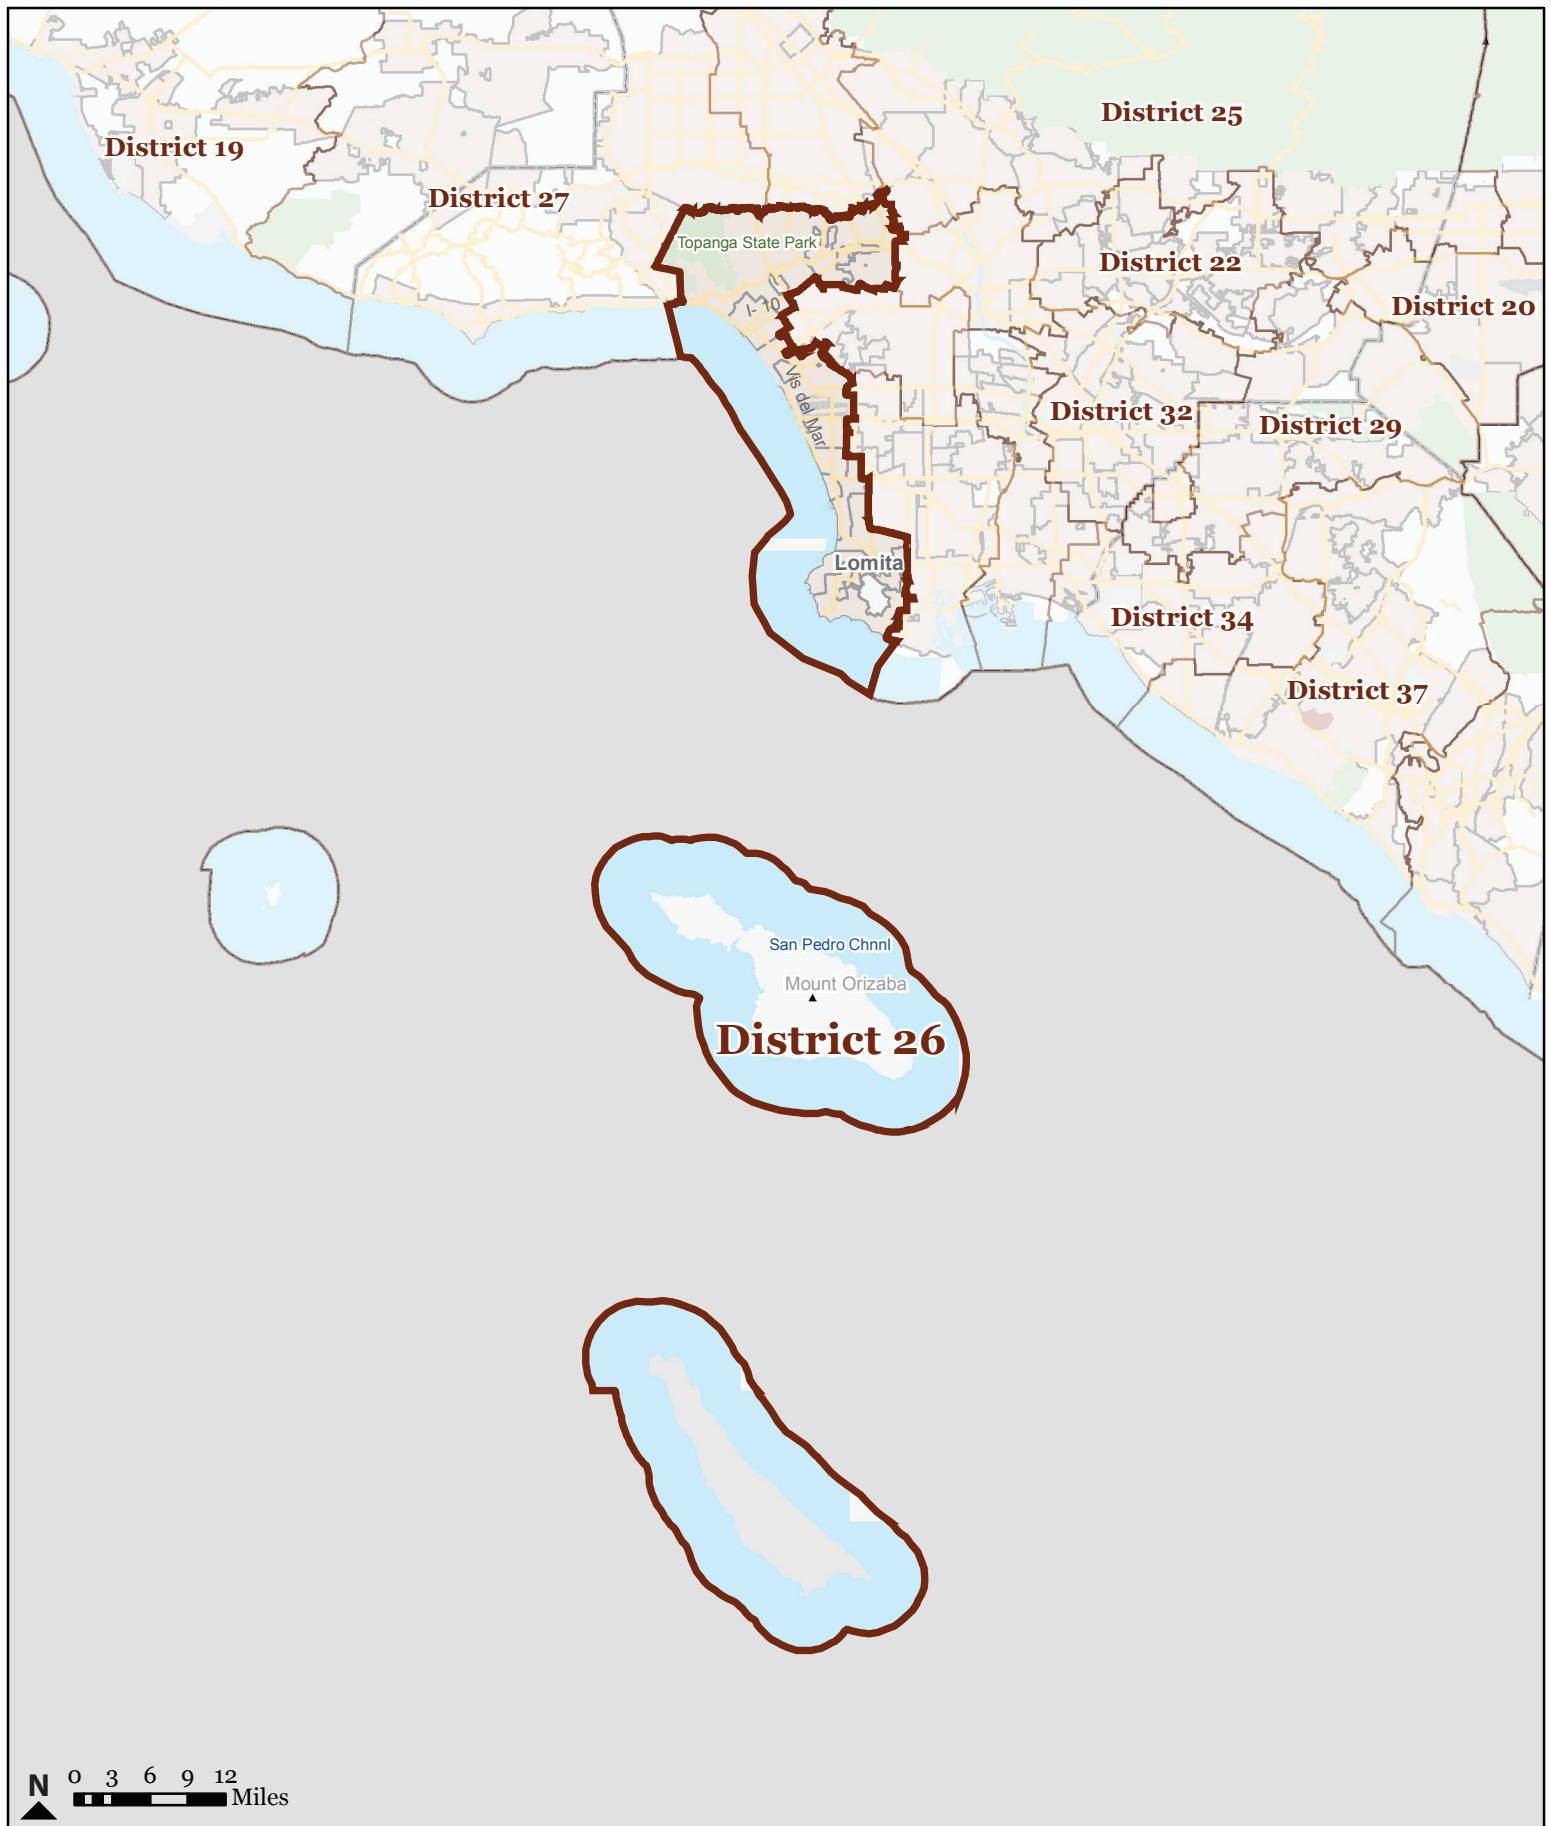 District 25
District 19
District 27
Topanga State Park
District 22
I- 10
District 20
Vis del Mar
District 32
District 29
Lomita
District 34
District 37
San Pedro Chnnl
Mount Orizaba
District 26
N
0 3 6 9 12
Miles